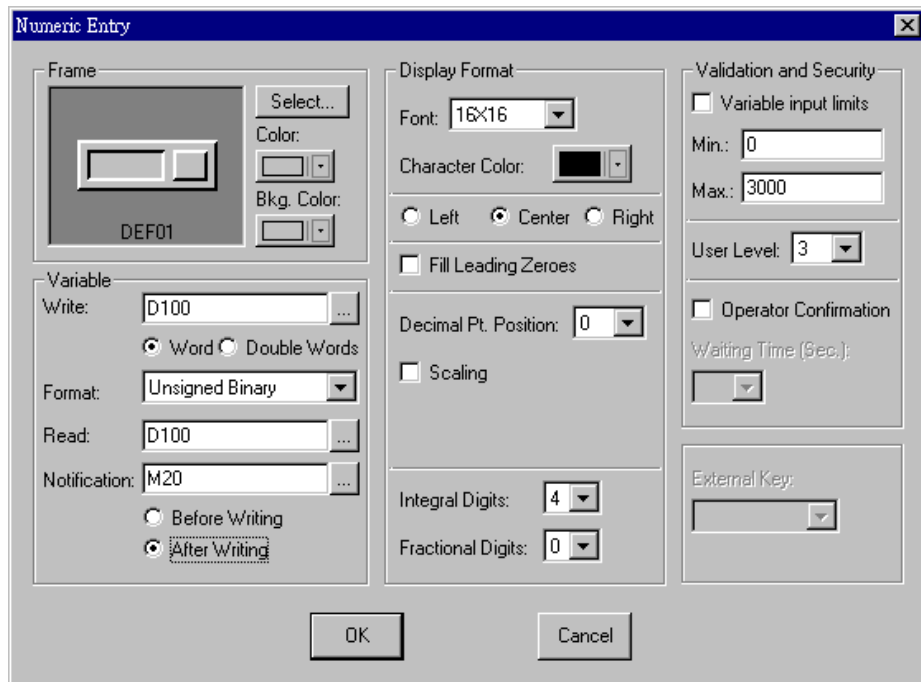 Numeric Entry
Frame
Select...
Color:
Bkg. Color:
DEF01
Variable
Write: D100 ...
Word Double Words
Format: Unsigned Binary
Read: D100 ...
Notification: M20 ...
Before Writing
After Writing
Display Format
Font: 16X16
Character Color:
Left Center Right
Fill Leading Zeroes
Decimal Pt. Position: 0
Scaling
Integral Digits: 4
Fractional Digits: 0
Validation and Security
Variable input limits
Min.: 0
Max.: 3000
User Level: 3
Operator Confirmation
Waiting Time (Sec.):
External Key:
OK
Cancel